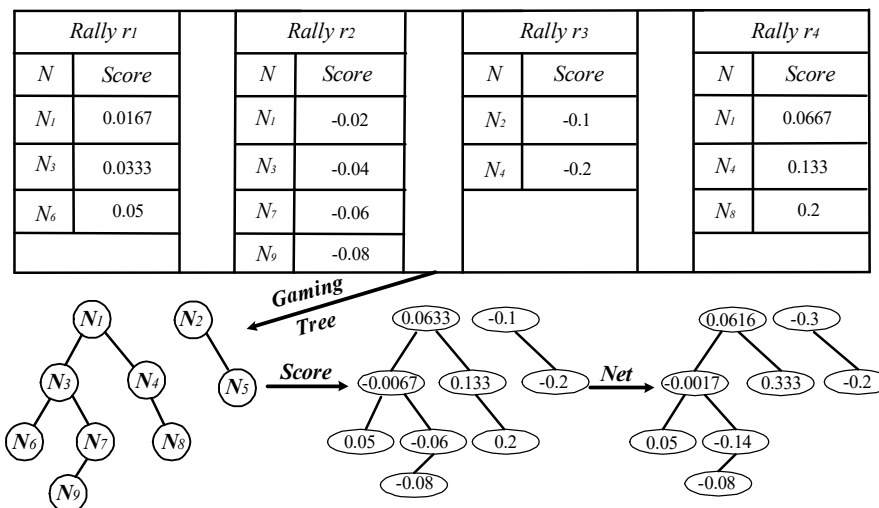 Rally r1 Rally r2 Rally r3 Rally r4
N Score N Score N Score N Score
N1 0.0167 N1 -0.02 N2 -0.1 N1 0.0667
N3 0.0333 N3 -0.04 N4 -0.2 N4 0.133
N6 0.05 N7 -0.06 N8 0.2
N9 -0.08
Gaming
Tree
N1 N2 0.0633 -0.1 0.0616 -0.3
N3 N4 N5 Score -0.0067 0.133 -0.2 Net -0.0017 0.333 -0.2
N6 N7 N8 0.05 -0.06 0.2 0.05 -0.14
N9 -0.08 -0.08